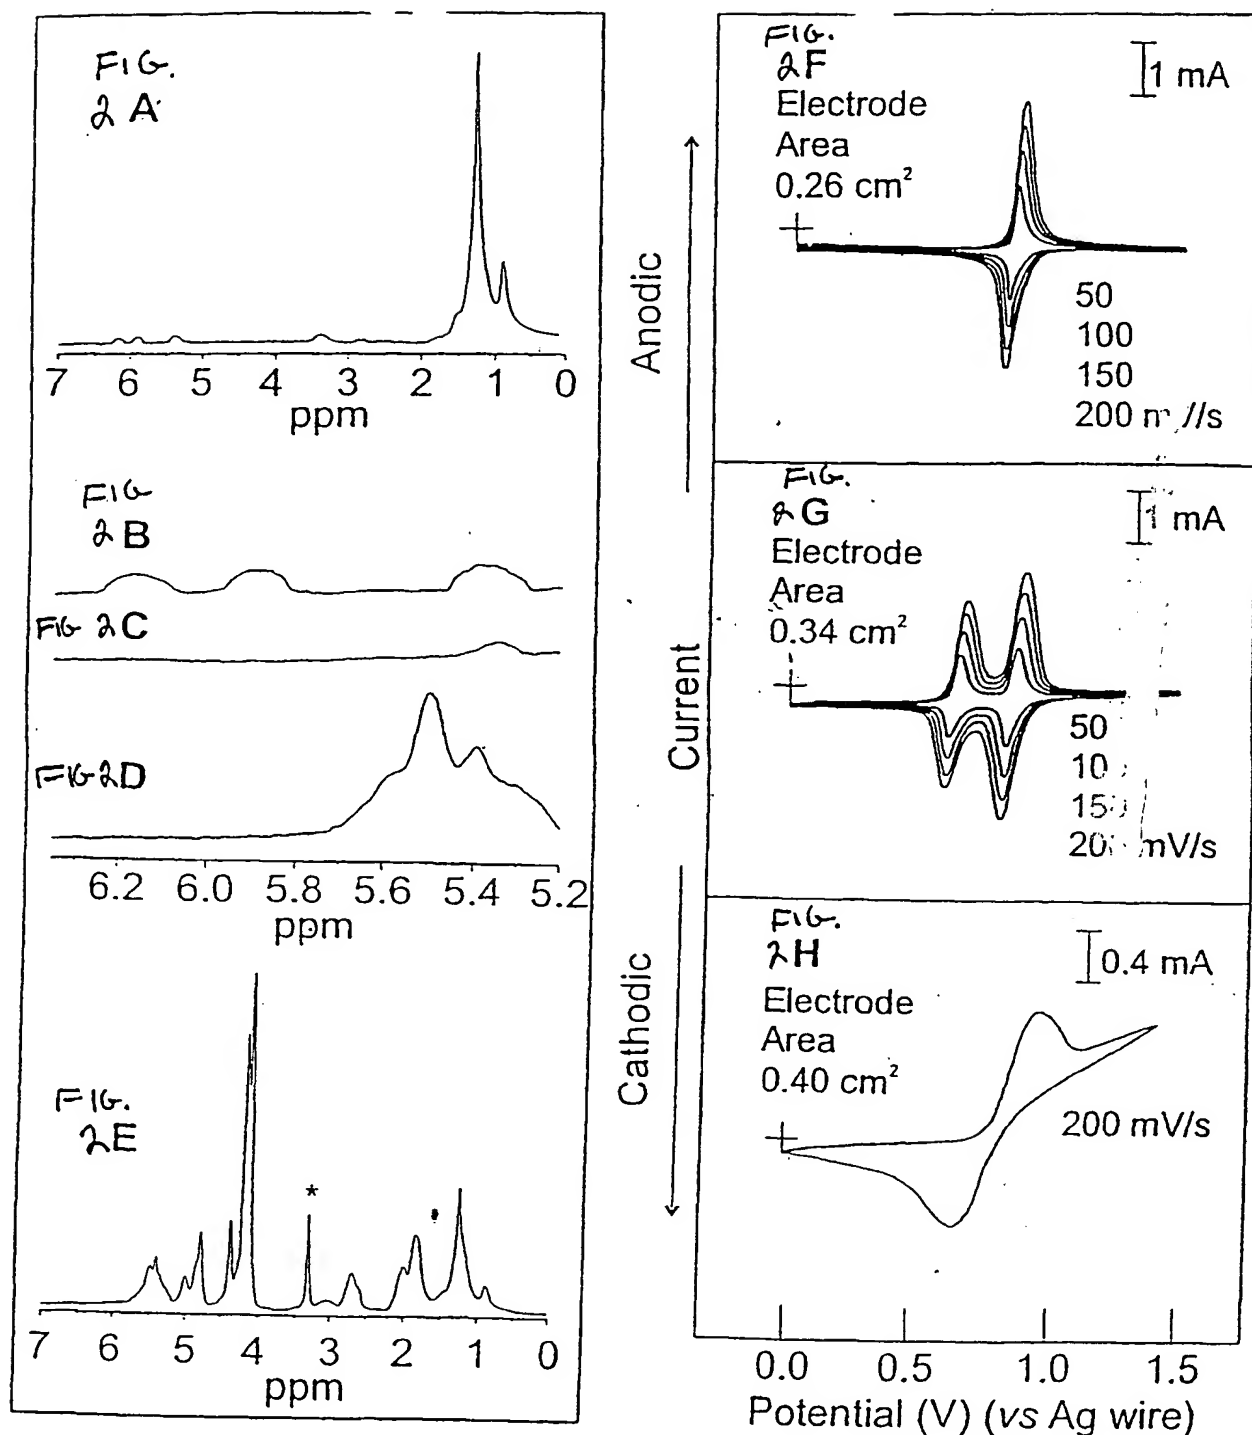 FIG.
2 A
7 6 5 4 3 2 1 0
ppm
FIG
2 B
FIG 2C
FIG 2D
6.2 6.0 5.8 5.6 5.4 5.2
ppm
FIG.
2E
*
7 6 5 4 3 2 1 0
ppm
Anodic
Current
Cathodic
FIG.
2F
1 mA
Electrode
Area
0.26 cm²
50
100
150
200
FIG.
2G
1 mA
Electrode
Area
0.34 cm²
50
mV/s
FIG.
2H
0.4 mA
Electrode
Area
0.40 cm²
200 mV/s
0.0 0.5 1.0 1.5
Potential (V) (vs Ag wire)